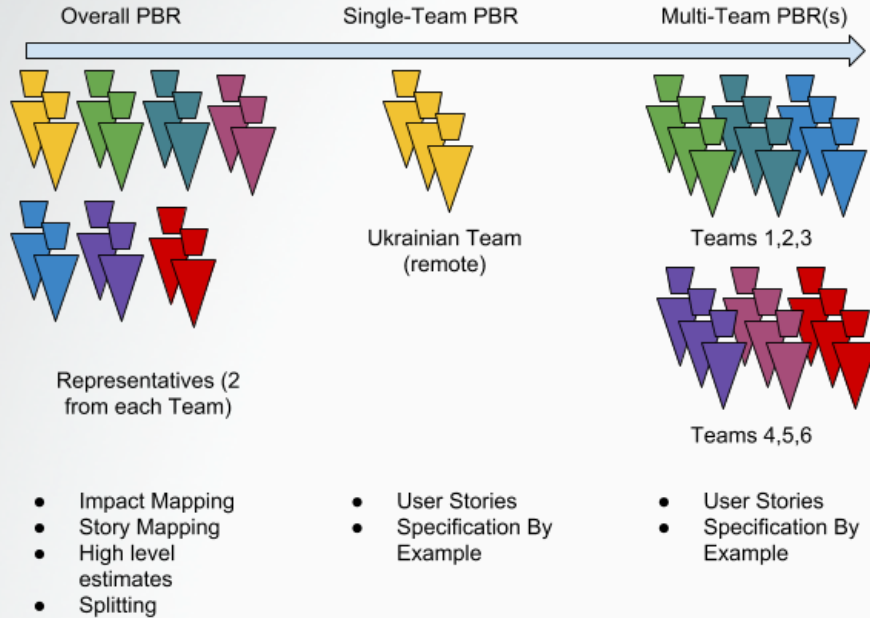 Overall PBR
Single-Team PBR
Multi-Team PBR(s)
Ukrainian Team
(remote)
Teams 1,2,3
Representatives (2
from each Team)
Teams 4,5,6
● Impact Mapping
● Story Mapping
● High level
estimates
● Splitting
● User Stories
● Specification By
Example
● User Stories
● Specification By
Example